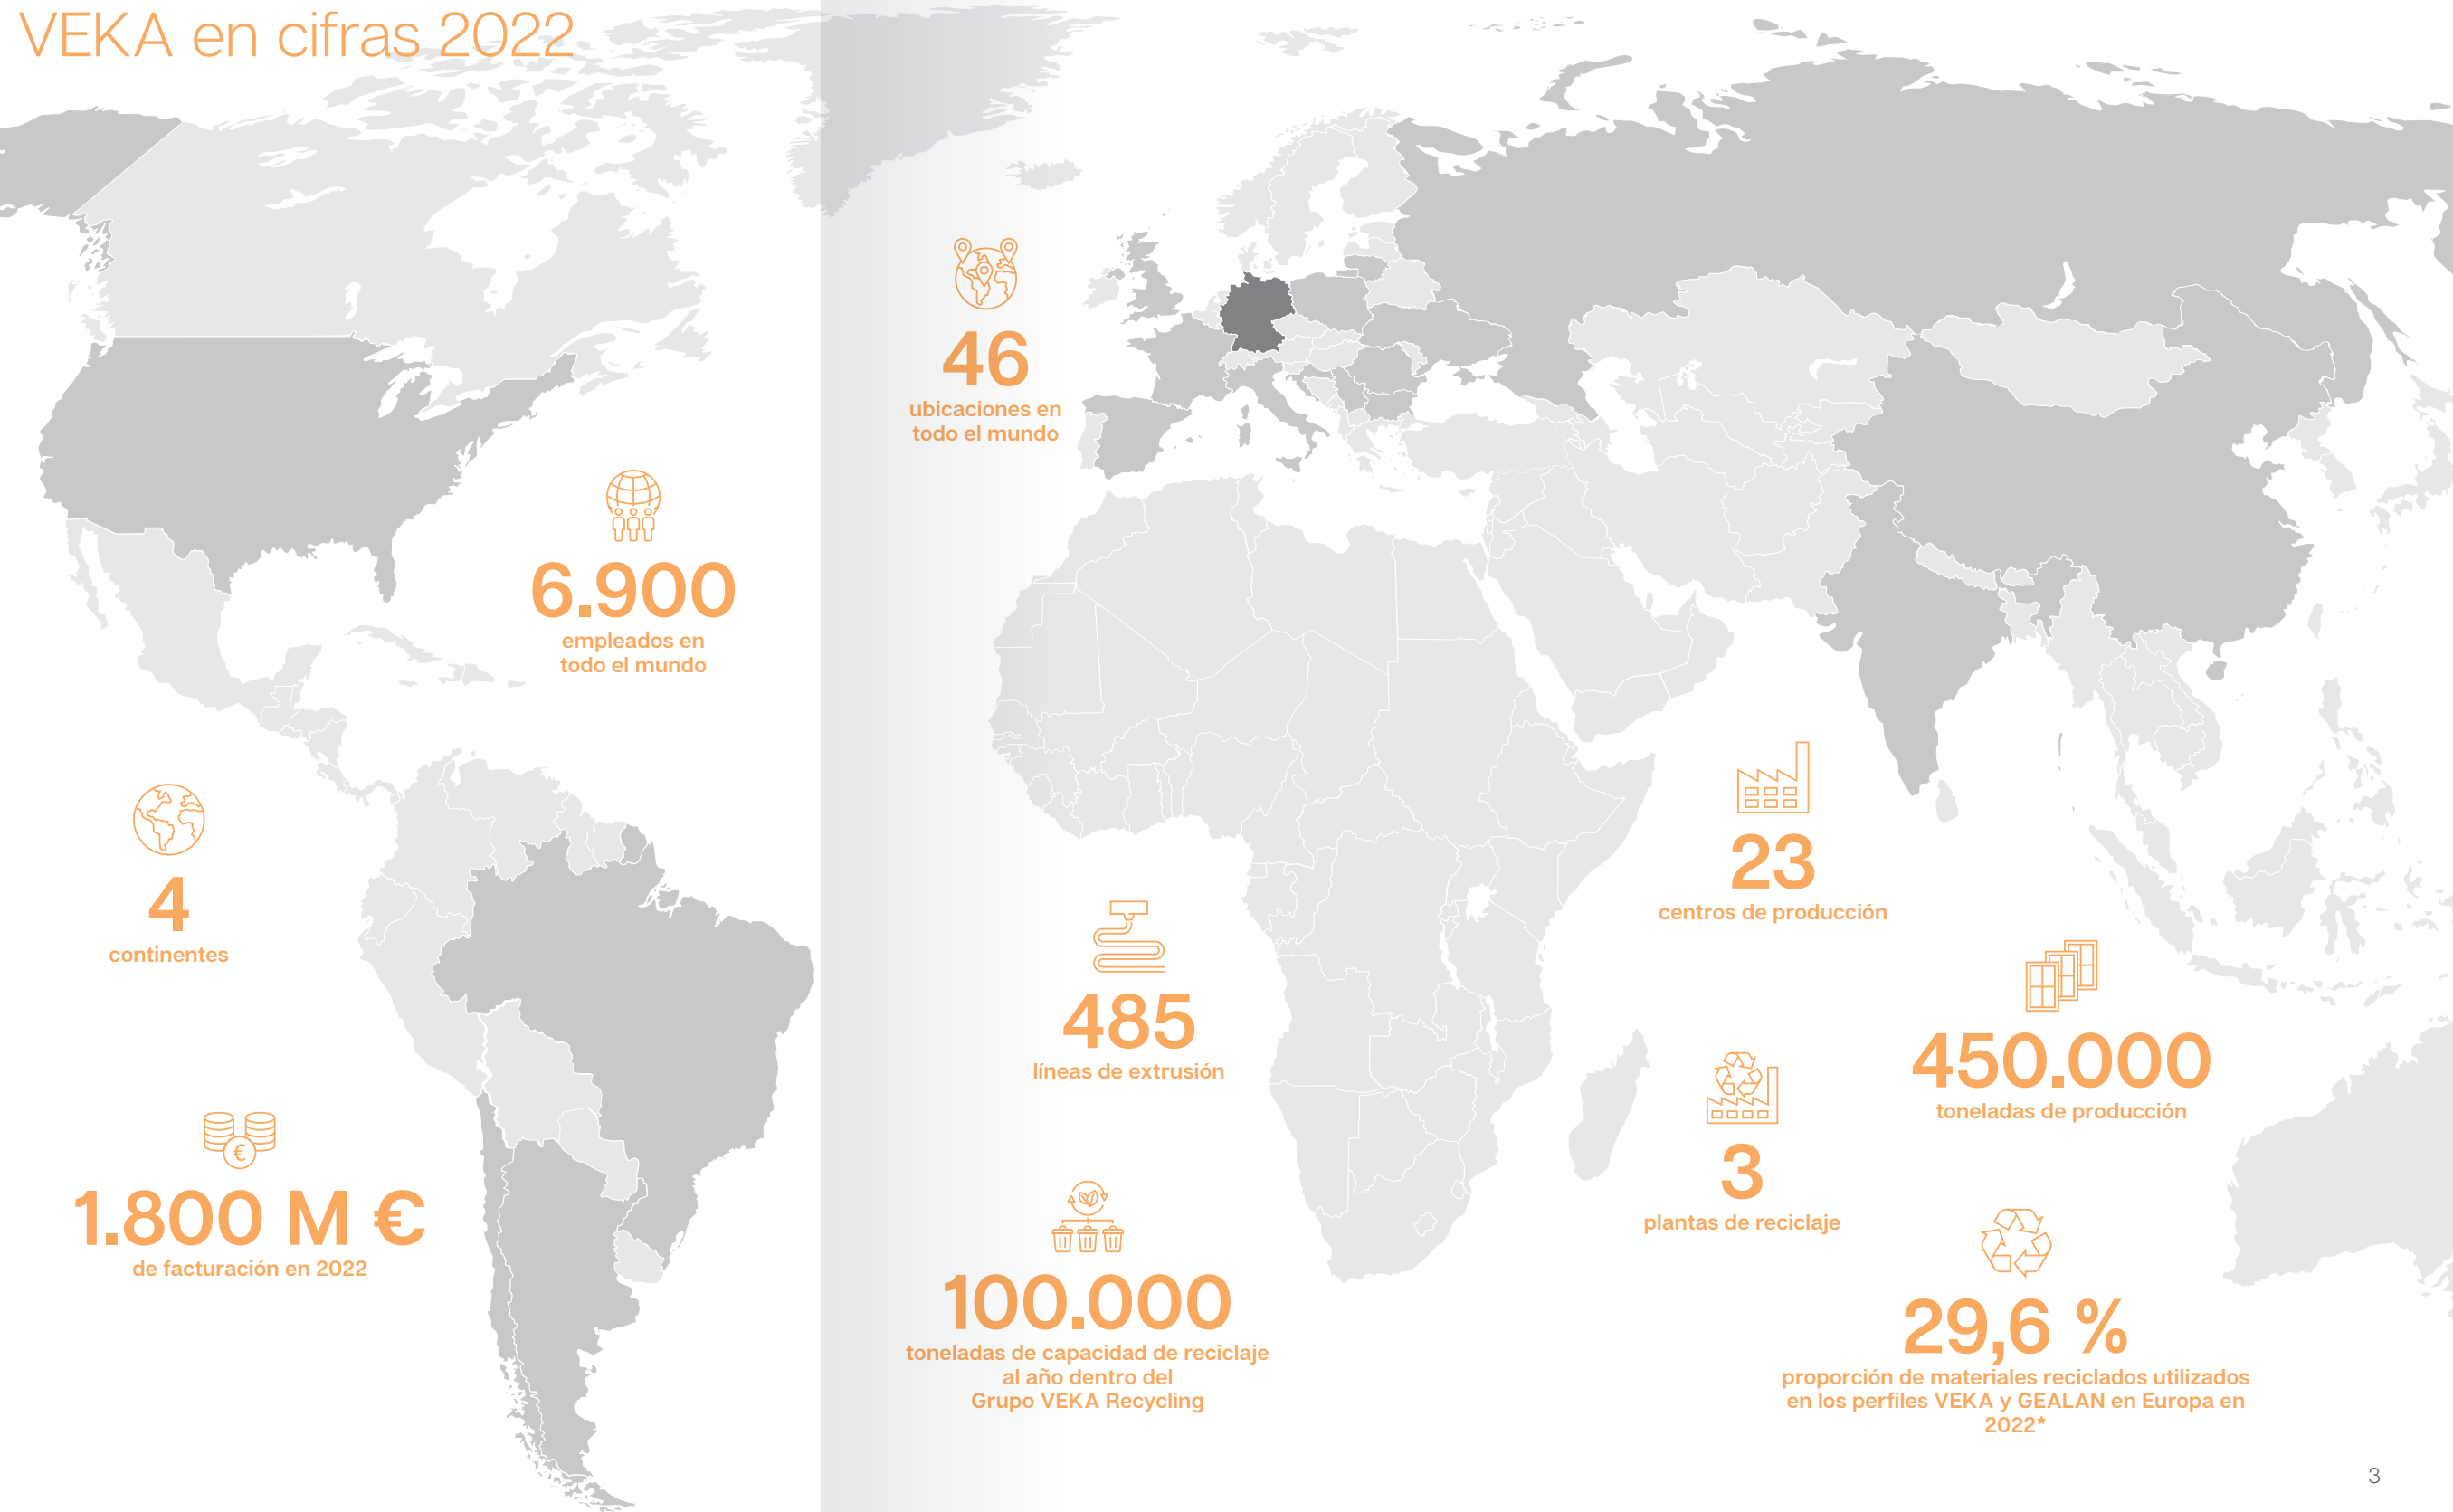 VEKA en cifras 2022
46
ubicaciones en
todo el mundo
6.900
empleados en
todo el mundo
4
continentes
23
centros de producción
485
líneas de extrusión
450.000
toneladas de producción
3
plantas de reciclaje
€
1.800 M €
de facturación en 2022
100.000
toneladas de capacidad de reciclaje
al año dentro del
Grupo VEKA Recycling
29,6 %
proporción de materiales reciclados utilizados
en los perfiles VEKA y GEALAN en Europa en
2022*
3